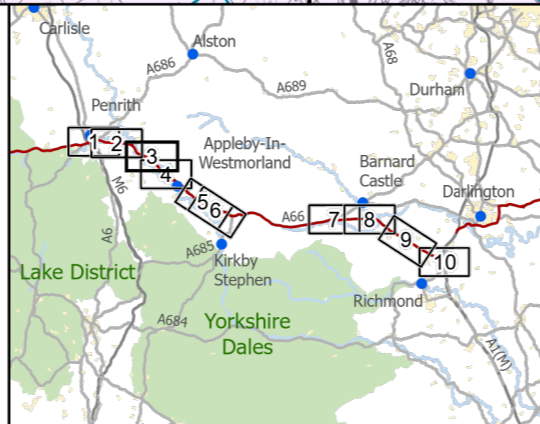 Carlisle
Alston
A686
A689
A68
Durham
Penrith
1
2
3
4
5
6
Appleby-In-
Westmorland
Barnard
Castle
Darlington
M6
A6
A66
7
8
9
10
A685
Kirkby
Stephen
Lake District
Richmond
A684
Yorkshire
Dales
A1(M)